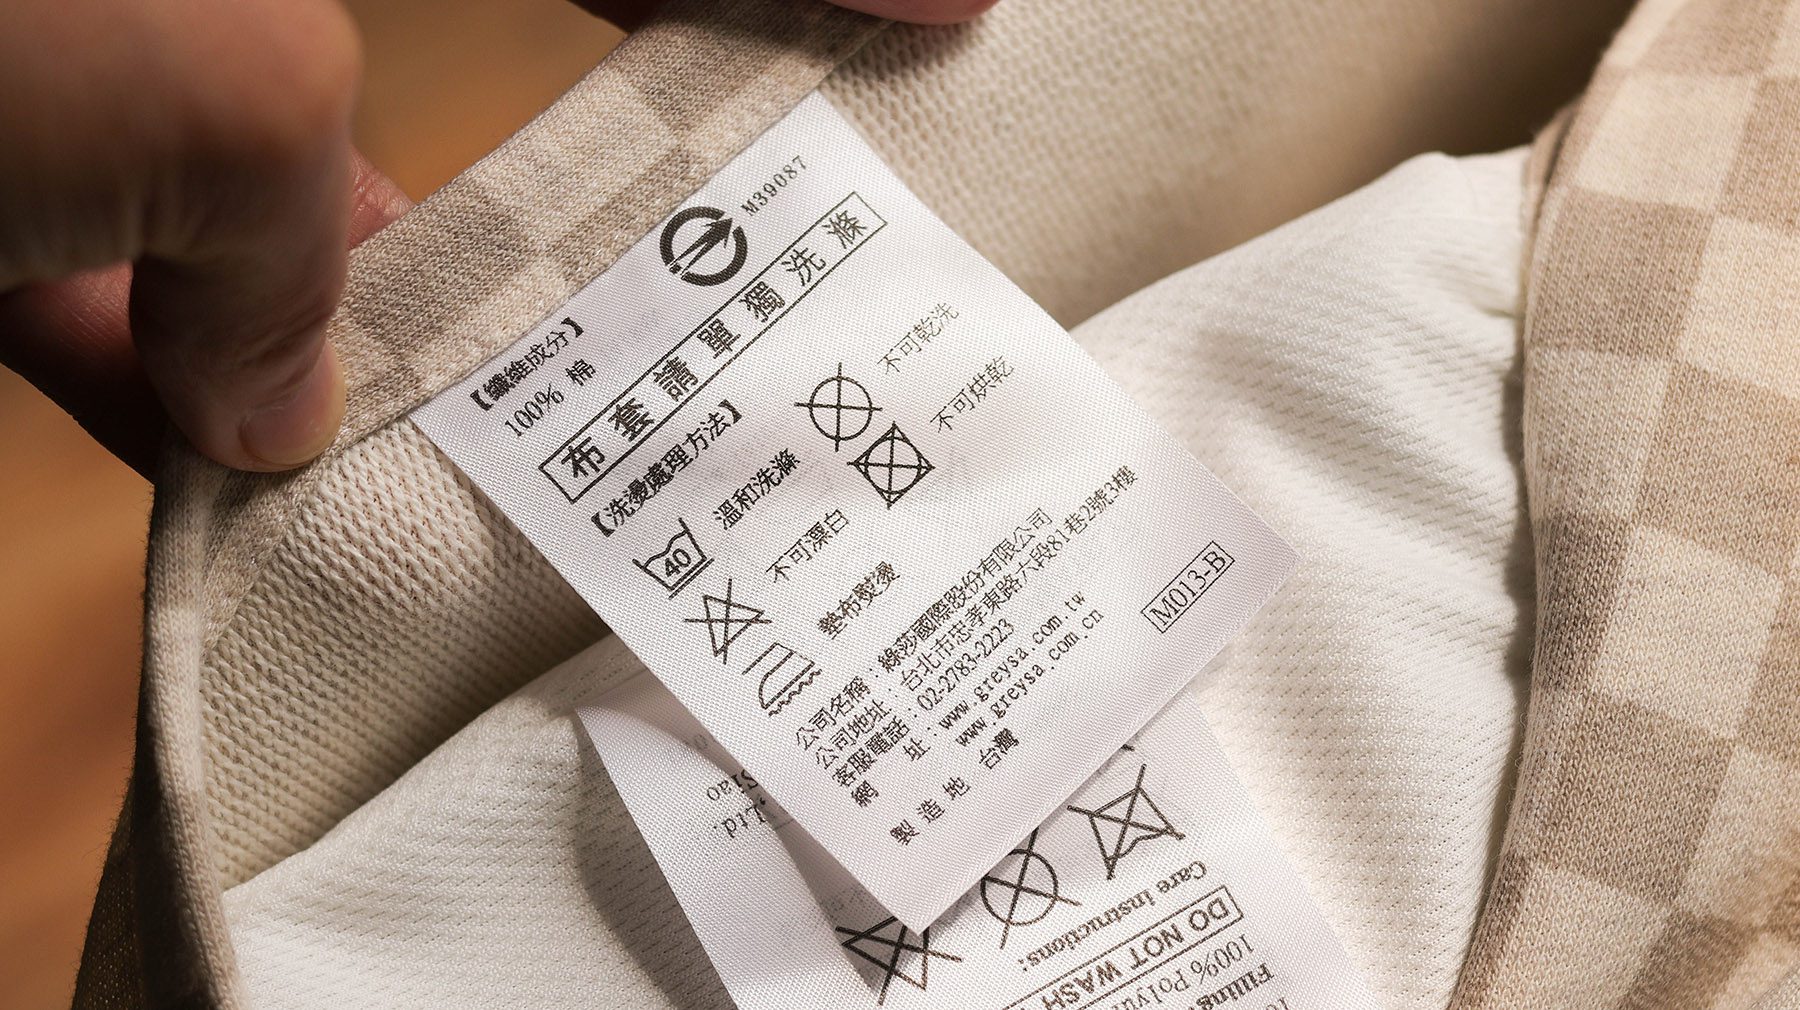 M39087
【纖維成分】
100% 棉
布套請單獨洗滌
【洗燙處理方法】
40
溫和洗滌
不可乾洗
不可漂白
不可烘乾
墊布熨燙
公司名稱：綠莎國際股份有限公司
公司地址：台北市忠孝東路六段81巷2號3樓
客服電話：02-2783-2223
網　址：www.greysa.com.tw
www.greysa.com.cn
製造地 台灣
M013-B
Ltd.
Siao
Care Instructions:
DO NOT WASH
Filling